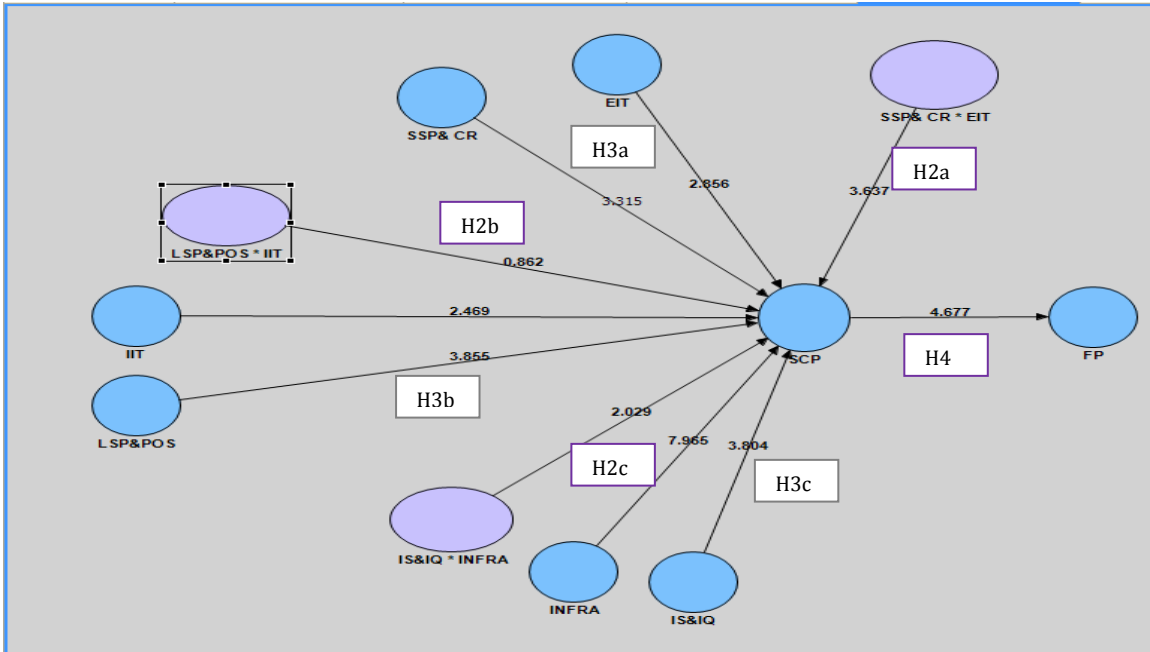 EIT
SSP& CR
SSP& CR * EIT
H3a
H2a
2.856
3.637
3.315
H2b
LSP&POS * IIT
0.862
2.469
4.677
IIT
SCP
FP
3.855
H4
H3b
LSP&POS
2.029
7.965
3.804
H2c
H3c
IS&IQ * INFRA
INFRA
IS&IQ